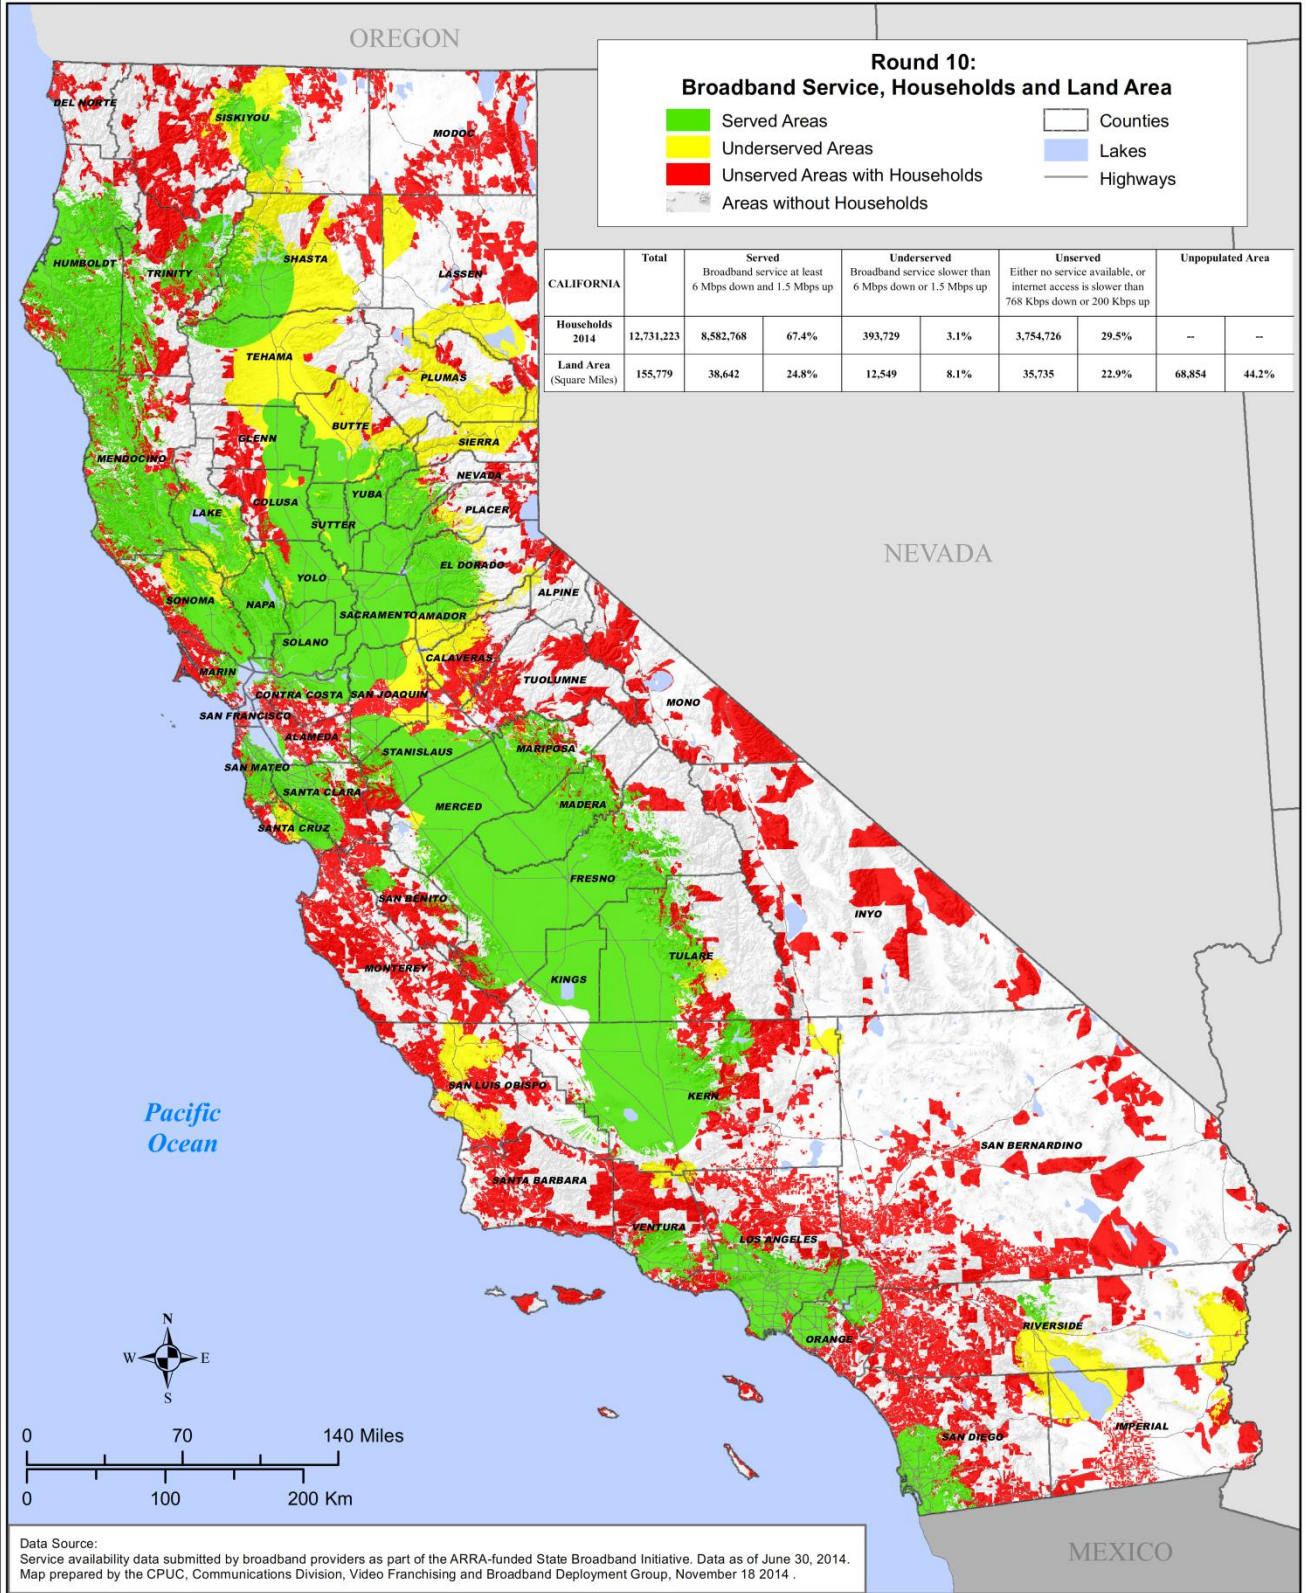 OREGON
Round 10:
Broadband Service, Households and Land Area
Served Areas
Underserved Areas
Unserved Areas with Households
Areas without Households
Counties
Lakes
Highways
CALIFORNIA
Total
Served
Broadband service at least
6 Mbps down and 1.5 Mbps up
Underserved
Broadband service slower than
6 Mbps down or 1.5 Mbps up
Unserved
Either no service available, or
internet access is slower than
768 Kbps down or 200 Kbps up
Unpopulated Area
Households
2014
12,731,223 8,582,768 67.4% 393,729 3.1% 3,754,726 29.5% -- --
Land Area
(Square Miles)
155,779 38,642 24.8% 12,549 8.1% 35,735 22.9% 68,854 44.2%
DEL NORTE
SISKIYOU
MODOC
HUMBOLDT
TRINITY
SHASTA
LASSEN
TEHAMA
PLUMAS
GLENN
BUTTE
SIERRA
MENDOCINO
NEVADA
COLUSA
YUBA
LAKE
SUTTER
PLACER
NEVADA
YOLO
EL DORADO
SONOMA
NAPA
ALPINE
SACRAMENTO
AMADOR
SOLANO
CALAVERAS
MARIN
TUOLUMNE
CONTRA COSTA
SAN JOAQUIN
MONO
SAN FRANCISCO
ALAMEDA
STANISLAUS
MARIPOSA
SAN MATEO
SANTA CLARA
MERCED
MADERA
SANTA CRUZ
FRESNO
SAN BENITO
INYO
MONTEREY
TULARE
KINGS
SAN LUIS OBISPO
KERN
Pacific
Ocean
SAN BERNARDINO
SANTA BARBARA
VENTURA
LOS ANGELES
RIVERSIDE
ORANGE
N
W E
S
IMPERIAL
SAN DIEGO
0 70 140 Miles
0 100 200 Km
MEXICO
Data Source:
Service availability data submitted by broadband providers as part of the ARRA-funded State Broadband Initiative. Data as of June 30, 2014.
Map prepared by the CPUC, Communications Division, Video Franchising and Broadband Deployment Group, November 18 2014 .